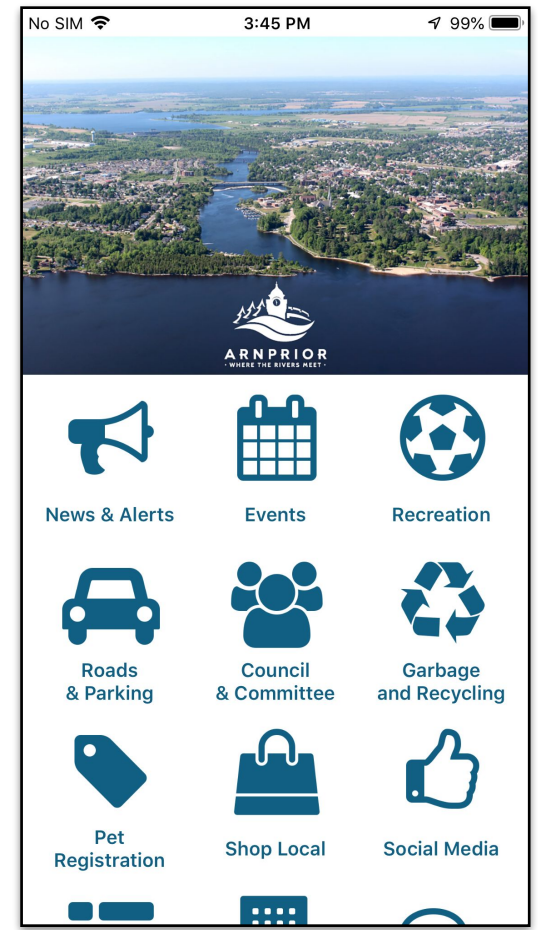 No SIM 3:45 PM 99%
ARNPRIOR
· WHERE THE RIVERS MEET ·
News & Alerts Events Recreation
Roads
& Parking
Council
& Committee
Garbage
and Recycling
Pet
Registration
Shop Local
Social Media